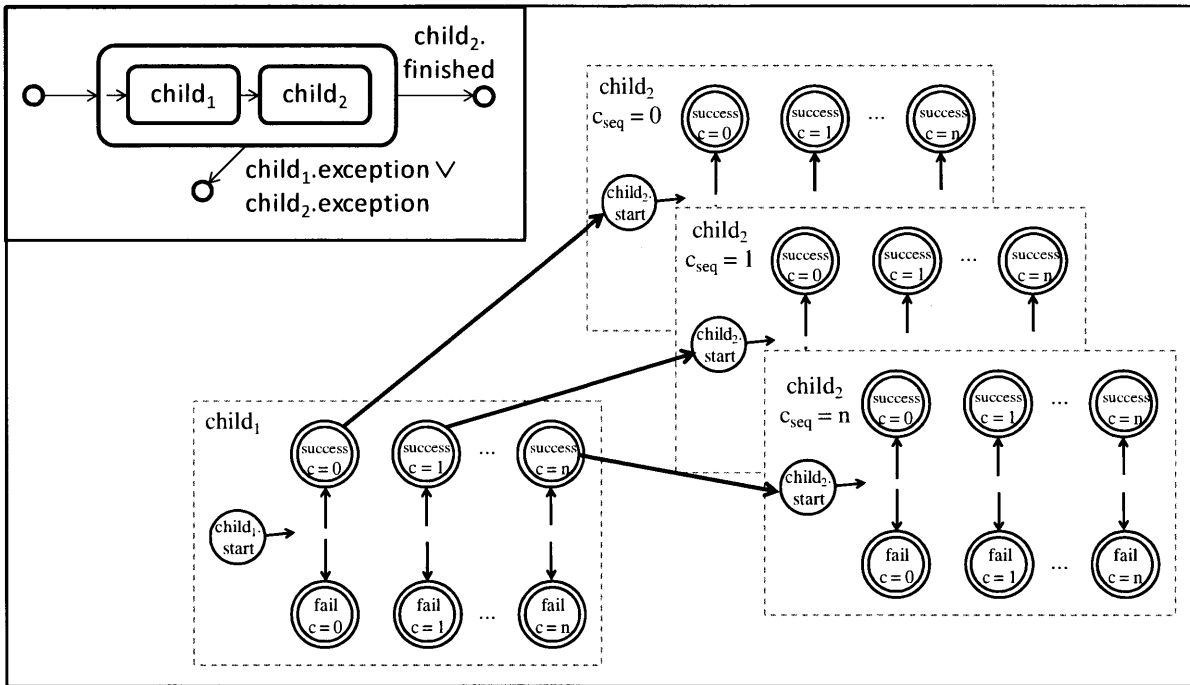 child₂.
finished
child₁
child₂
child₁.exception ∨
child₂.exception
child₂
c_seq = 0
success
c = 0
success
c = 1
...
success
c = n
child₂.
start
child₂
c_seq = 1
success
c = 0
success
c = 1
...
success
c = n
child₂.
start
child₂
c_seq = n
success
c = 0
success
c = 1
...
success
c = n
child₂.
start
fail
c = 0
fail
c = 1
...
fail
c = n
child₁
success
c = 0
success
c = 1
...
success
c = n
child₁.
start
fail
c = 0
fail
c = 1
...
fail
c = n